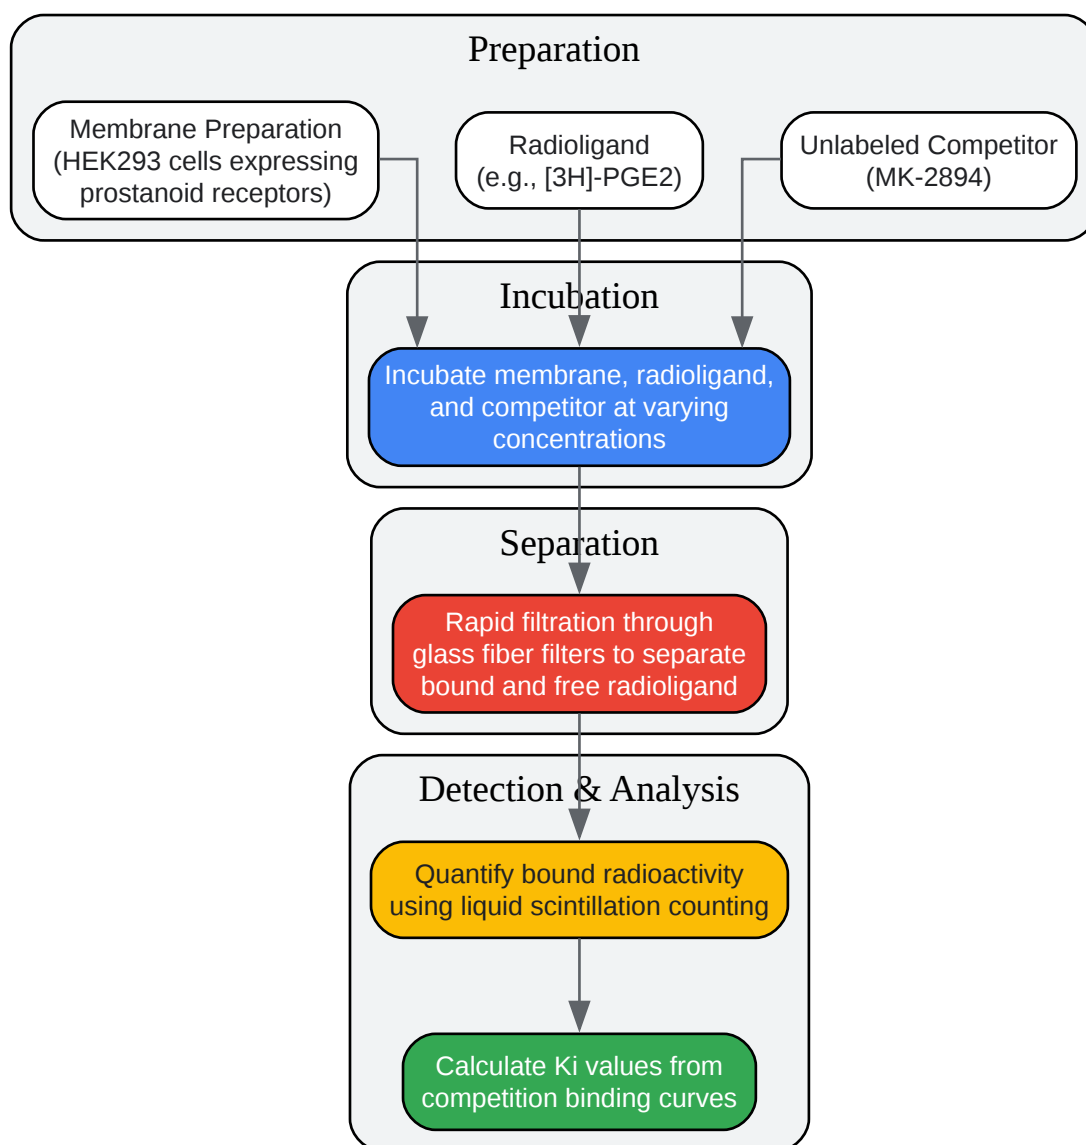 Preparation
Membrane Preparation
(HEK293 cells expressing
prostanoid receptors)
Radioligand
(e.g., [3H]-PGE2)
Unlabeled Competitor
(MK-2894)
Incubation
Incubate membrane, radioligand,
and competitor at varying
concentrations
Separation
Rapid filtration through
glass fiber filters to separate
bound and free radioligand
Detection & Analysis
Quantify bound radioactivity
using liquid scintillation counting
Calculate Ki values from
competition binding curves